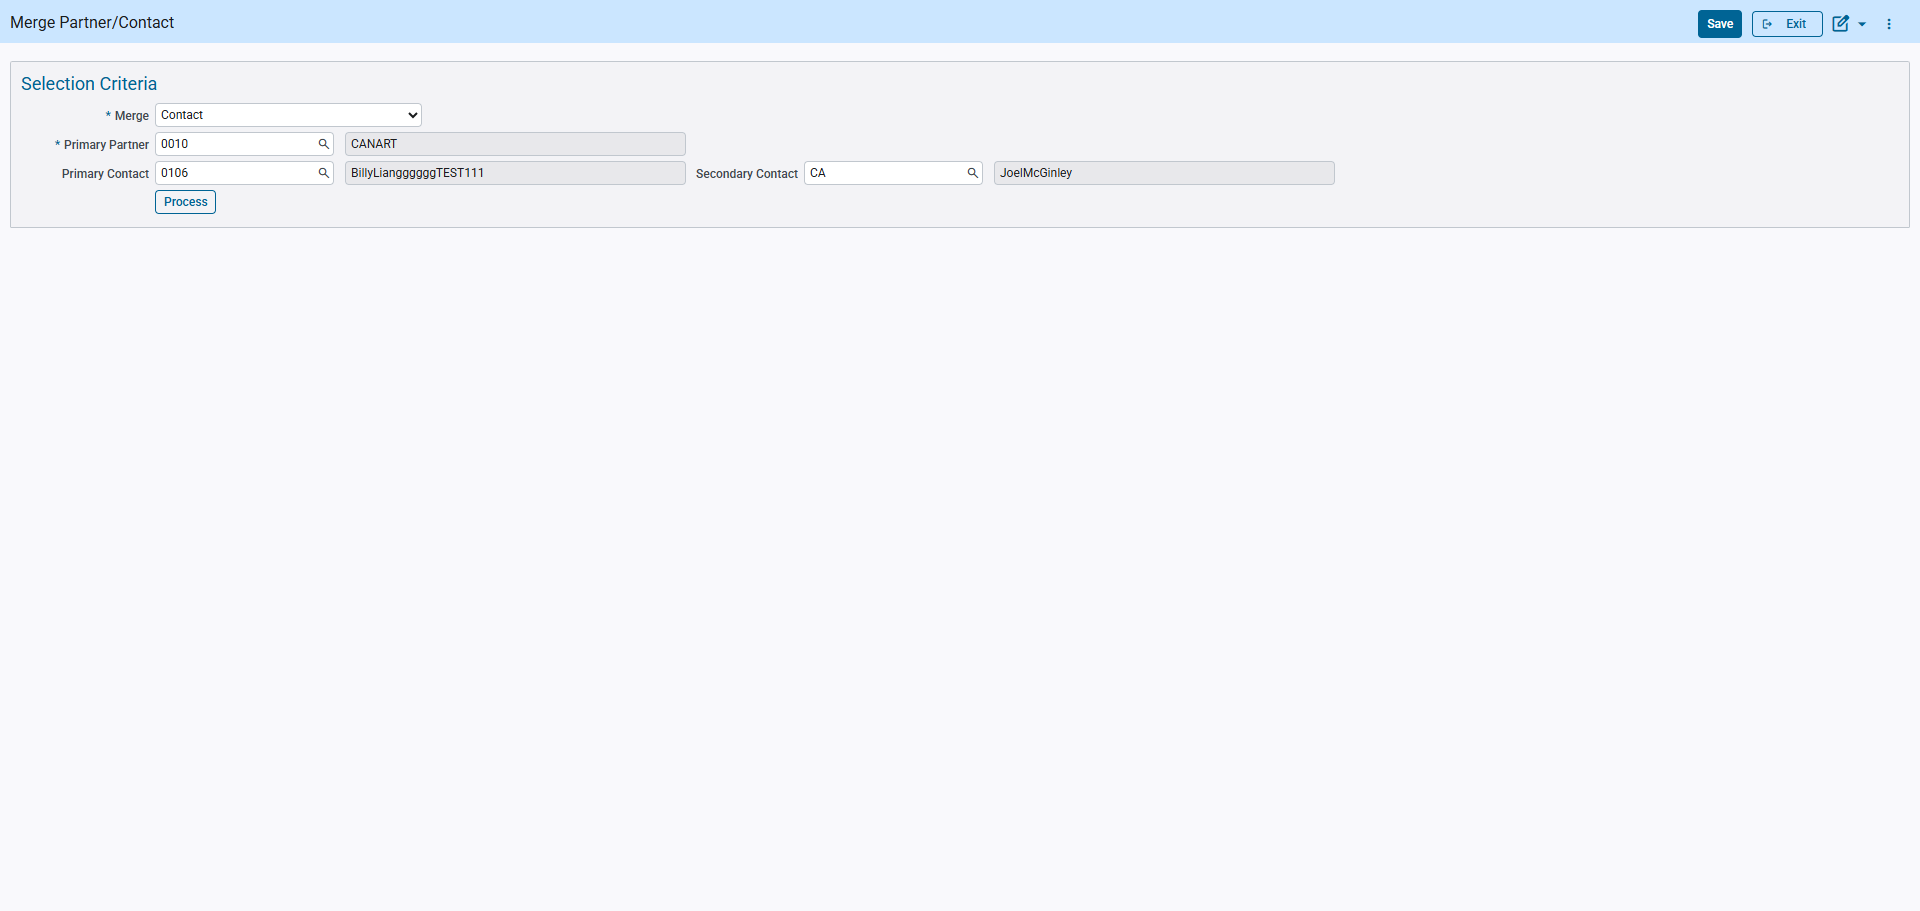 Merge Partner/Contact
Save Exit
Selection Criteria
* Merge Contact
* Primary Partner 0010 CANART
Primary Contact 0106 BillyLianggggggTEST111 Secondary Contact CA JoelMcGinley
Process